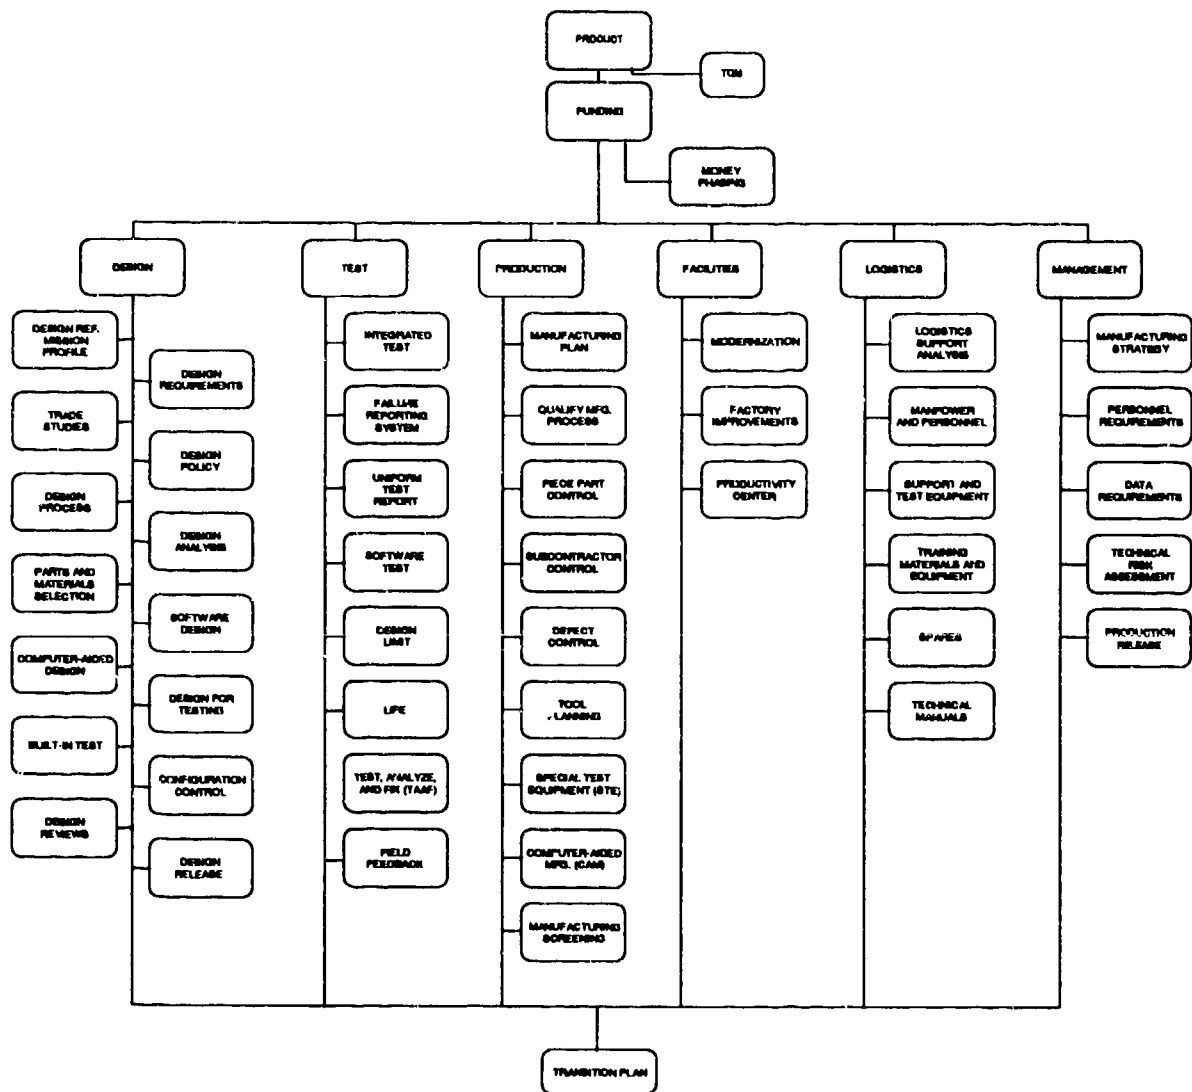 PRODUCT
TQM
FUNDING
MONEY
PHASING
DESIGN
TEST
PRODUCTION
FACILITIES
LOGISTICS
MANAGEMENT
DESIGN REF.
MISSION
PROFILE
DESIGN
REQUIREMENTS
TRADE
STUDIES
DESIGN
POLICY
DESIGN
PROCESS
DESIGN
ANALYSIS
PARTS AND
MATERIALS
SELECTION
SOFTWARE
DESIGN
COMPUTER-AIDED
DESIGN
DESIGN FOR
TESTING
BUILT-IN TEST
CONFIGURATION
CONTROL
DESIGN
REVIEWS
DESIGN
RELEASE
INTEGRATED
TEST
FAILURE
REPORTING
SYSTEM
UNIFORM
TEST
REPORT
SOFTWARE
TEST
DESIGN
LIMIT
LIFE
TEST, ANALYZE,
AND FIX (TAAF)
FIELD
FEEDBACK
MANUFACTURING
PLAN
QUALIFY MFG.
PROCESS
PIECE PART
CONTROL
SUBCONTRACTOR
CONTROL
DEFECT
CONTROL
TOOL
PLANNING
SPECIAL TEST
EQUIPMENT (STE)
COMPUTER-AIDED
MFG. (CAM)
MANUFACTURING
SCREENING
MODERNIZATION
FACTORY
IMPROVEMENTS
PRODUCTIVITY
CENTER
LOGISTICS
SUPPORT
ANALYSIS
MANPOWER
AND PERSONNEL
SUPPORT AND
TEST EQUIPMENT
TRAINING
MATERIALS AND
EQUIPMENT
SPARES
TECHNICAL
MANUALS
MANUFACTURING
STRATEGY
PERSONNEL
REQUIREMENTS
DATA
REQUIREMENTS
TECHNICAL
RISK
ASSESSMENT
PRODUCTION
RELEASE
TRANSITION PLAN